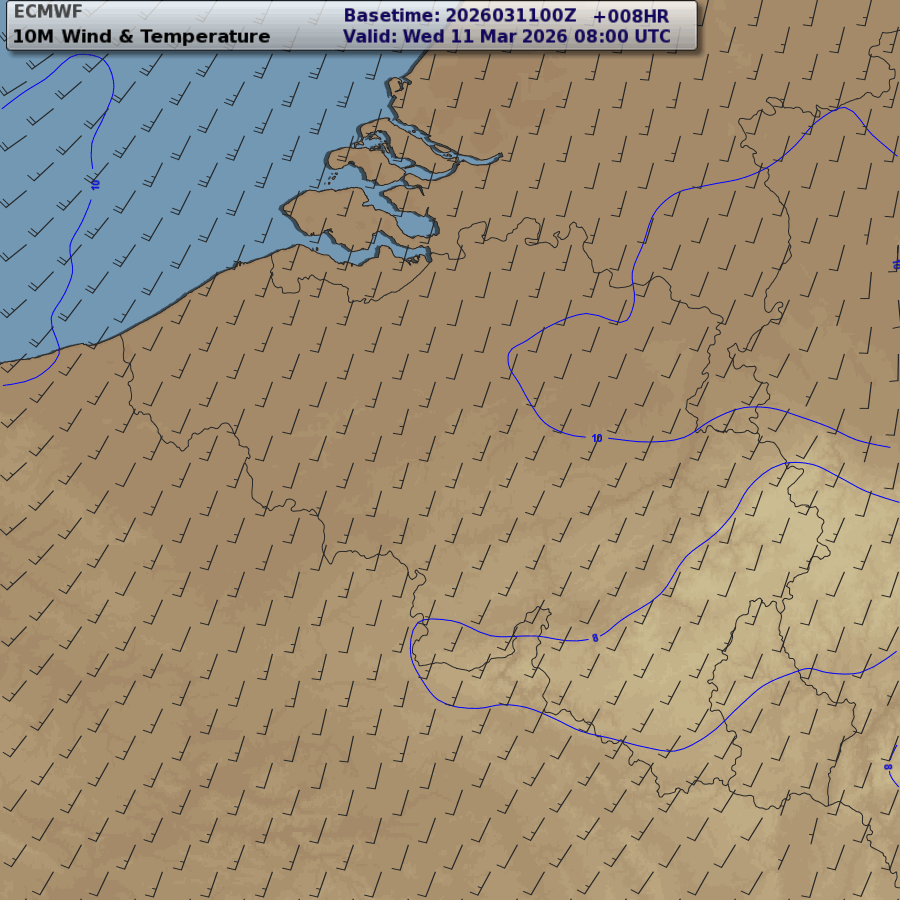 ECMWF
Basetime: 2026031100Z +008HR
10M Wind & Temperature
Valid: Wed 11 Mar 2026 08:00 UTC
10
10
8
8